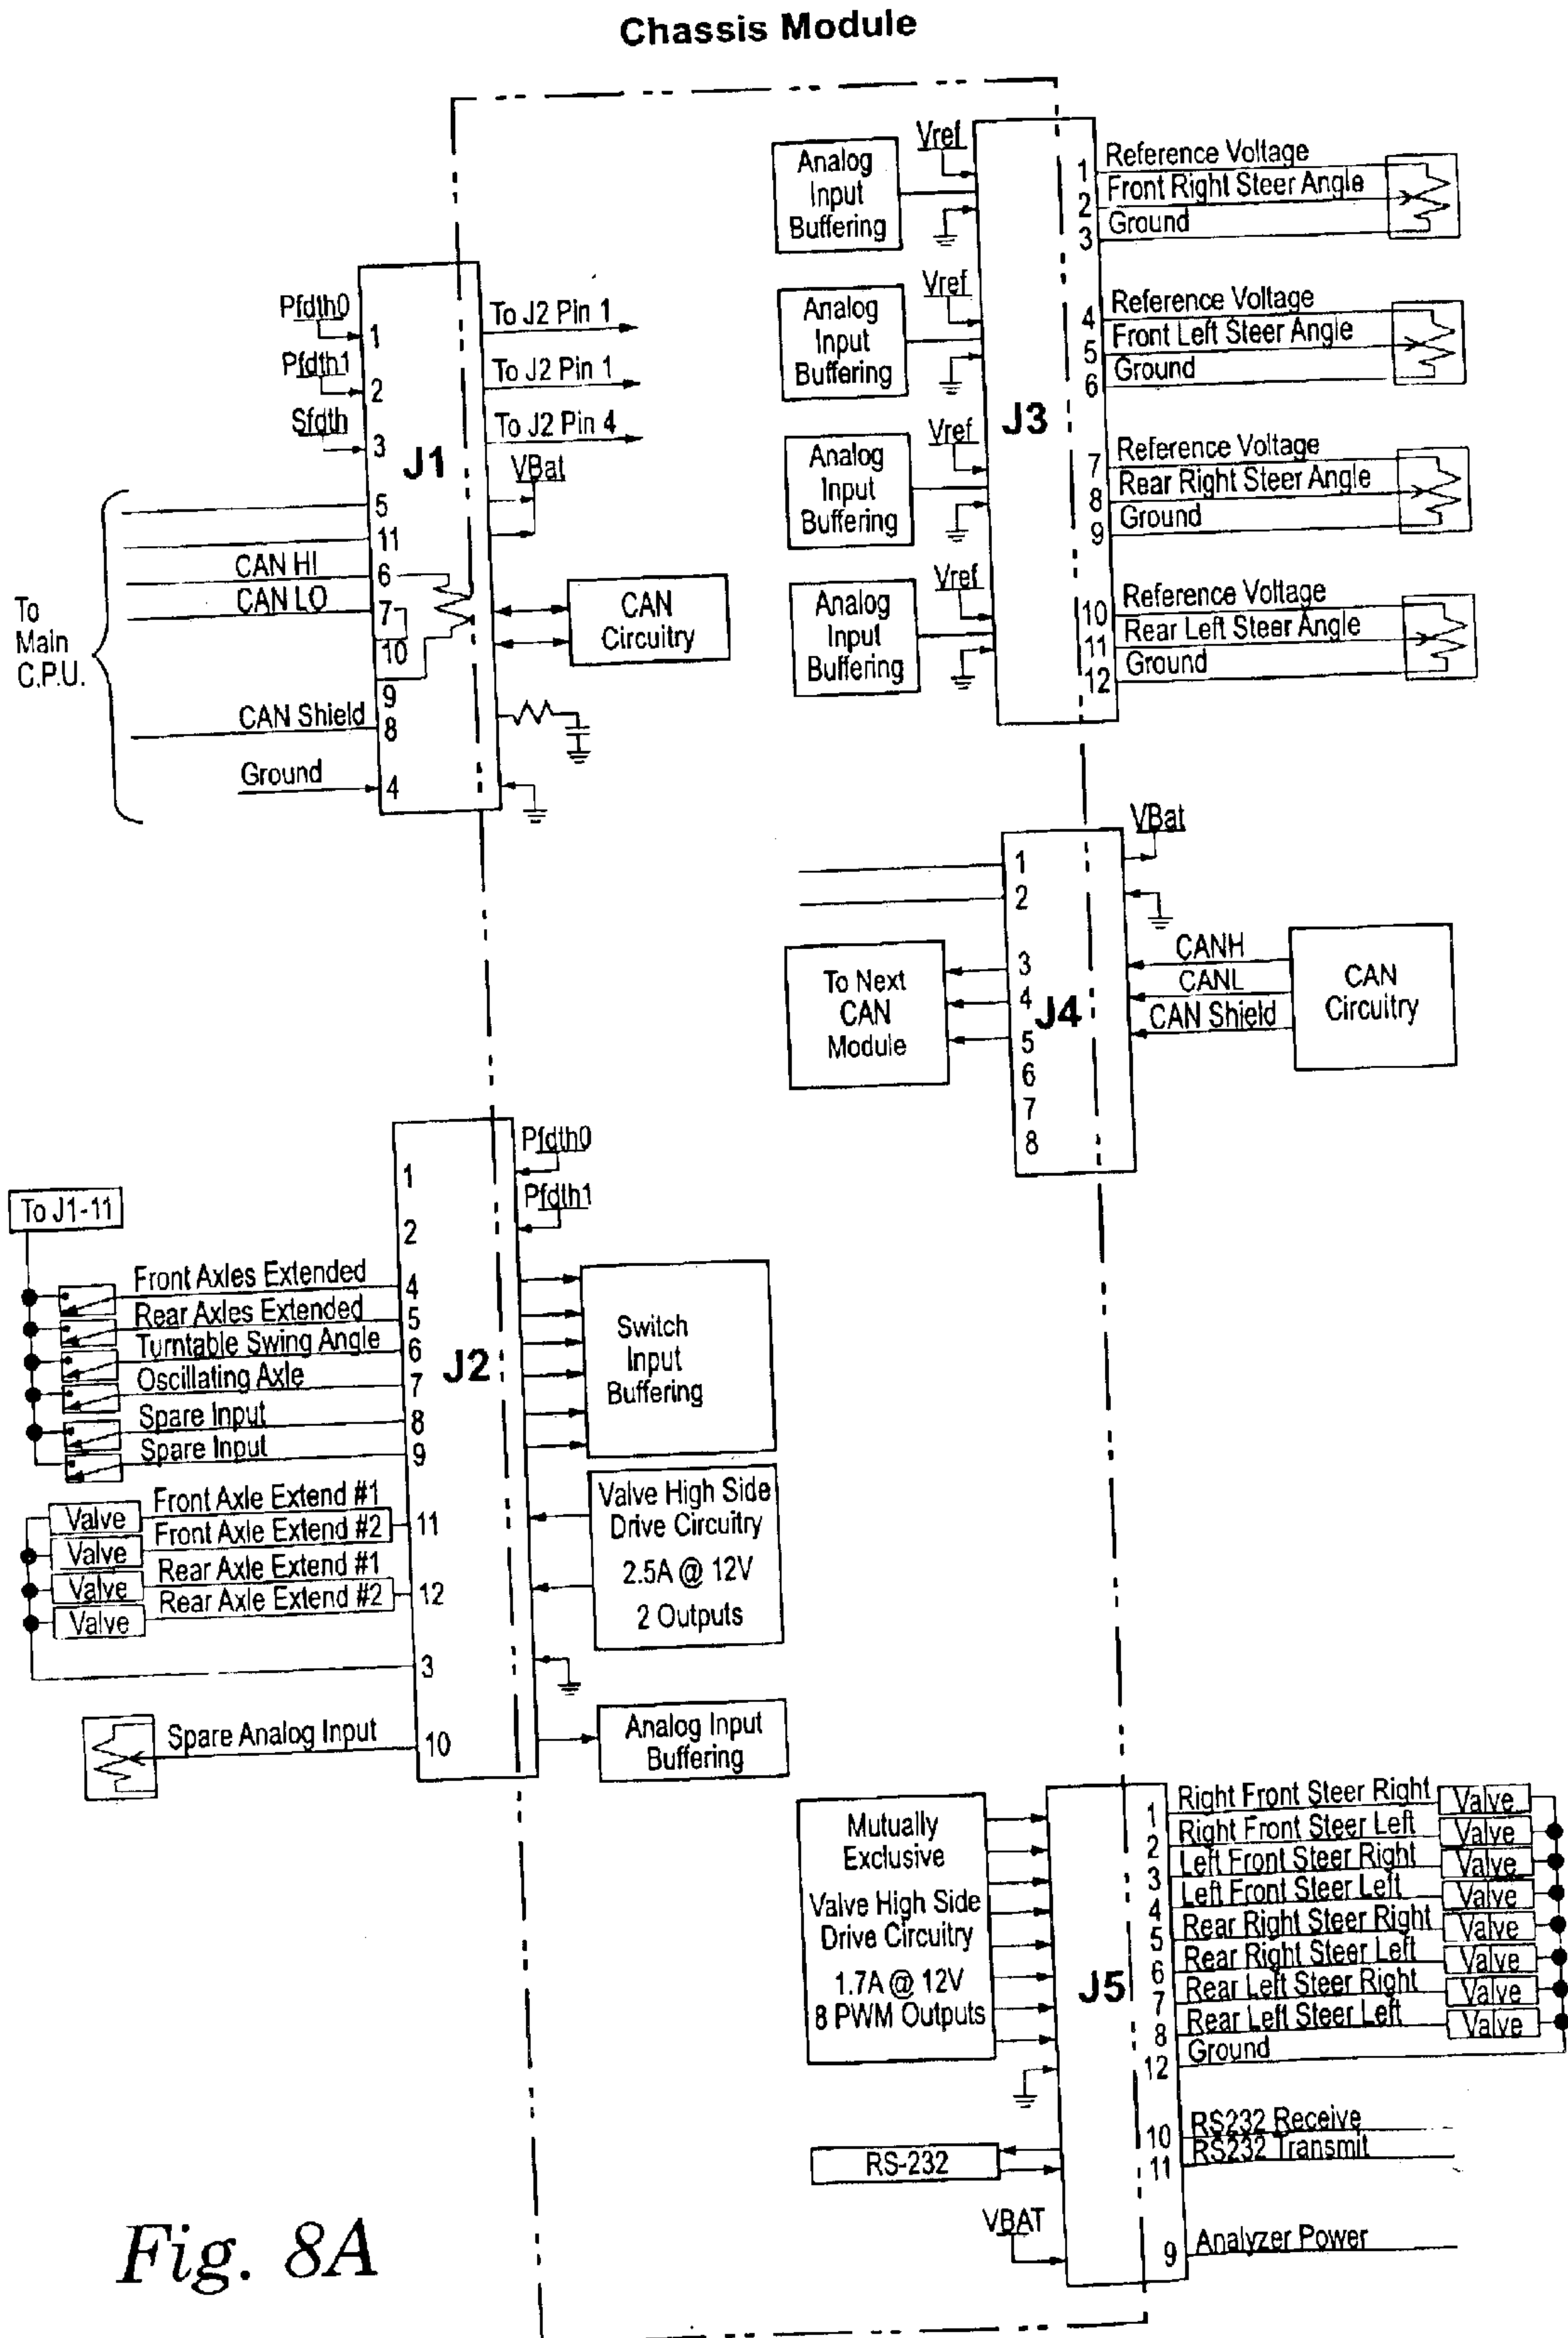 Chassis Module
Pfdth0
1
To J2 Pin 1
Pfdth1
2
To J2 Pin 1
Sfdth
3
To J2 Pin 4
J1
VBat
5
11
CAN HI
6
CAN LO
7
10
9
CAN Shield
8
Ground
4
To
Main
C.P.U.
CAN
Circuitry
Analog
Input
Buffering
Vref
1
Reference Voltage
2
Front Right Steer Angle
3
Ground
Analog
Input
Buffering
Vref
4
Reference Voltage
5
Front Left Steer Angle
6
Ground
J3
Analog
Input
Buffering
Vref
7
Reference Voltage
8
Rear Right Steer Angle
9
Ground
Analog
Input
Buffering
Vref
10
Reference Voltage
11
Rear Left Steer Angle
12
Ground
VBat
1
2
To Next
CAN
Module
3
4
5
6
7
8
J4
CANH
CANL
CAN Shield
CAN
Circuitry
Pfdth0
1
Pfdth1
2
To J1-11
Front Axles Extended
4
Rear Axles Extended
5
Turntable Swing Angle
6
Oscillating Axle
7
Spare Input
8
Spare Input
9
J2
Switch
Input
Buffering
Valve
Front Axle Extend #1
Valve
Front Axle Extend #2
11
Valve
Rear Axle Extend #1
Valve
Rear Axle Extend #2
12
3
Valve High Side
Drive Circuitry
2.5A @ 12V
2 Outputs
Spare Analog Input
10
Analog Input
Buffering
Mutually
Exclusive
Valve High Side
Drive Circuitry
1.7A @ 12V
8 PWM Outputs
J5
1
Right Front Steer Right
Valve
2
Right Front Steer Left
Valve
3
Left Front Steer Right
Valve
4
Left Front Steer Left
Valve
5
Rear Right Steer Right
Valve
6
Rear Right Steer Left
Valve
7
Rear Left Steer Right
Valve
8
Rear Left Steer Left
Valve
12
Ground
RS-232
10
RS232 Receive
11
RS232 Transmit
VBAT
9
Analyzer Power
Fig. 8A